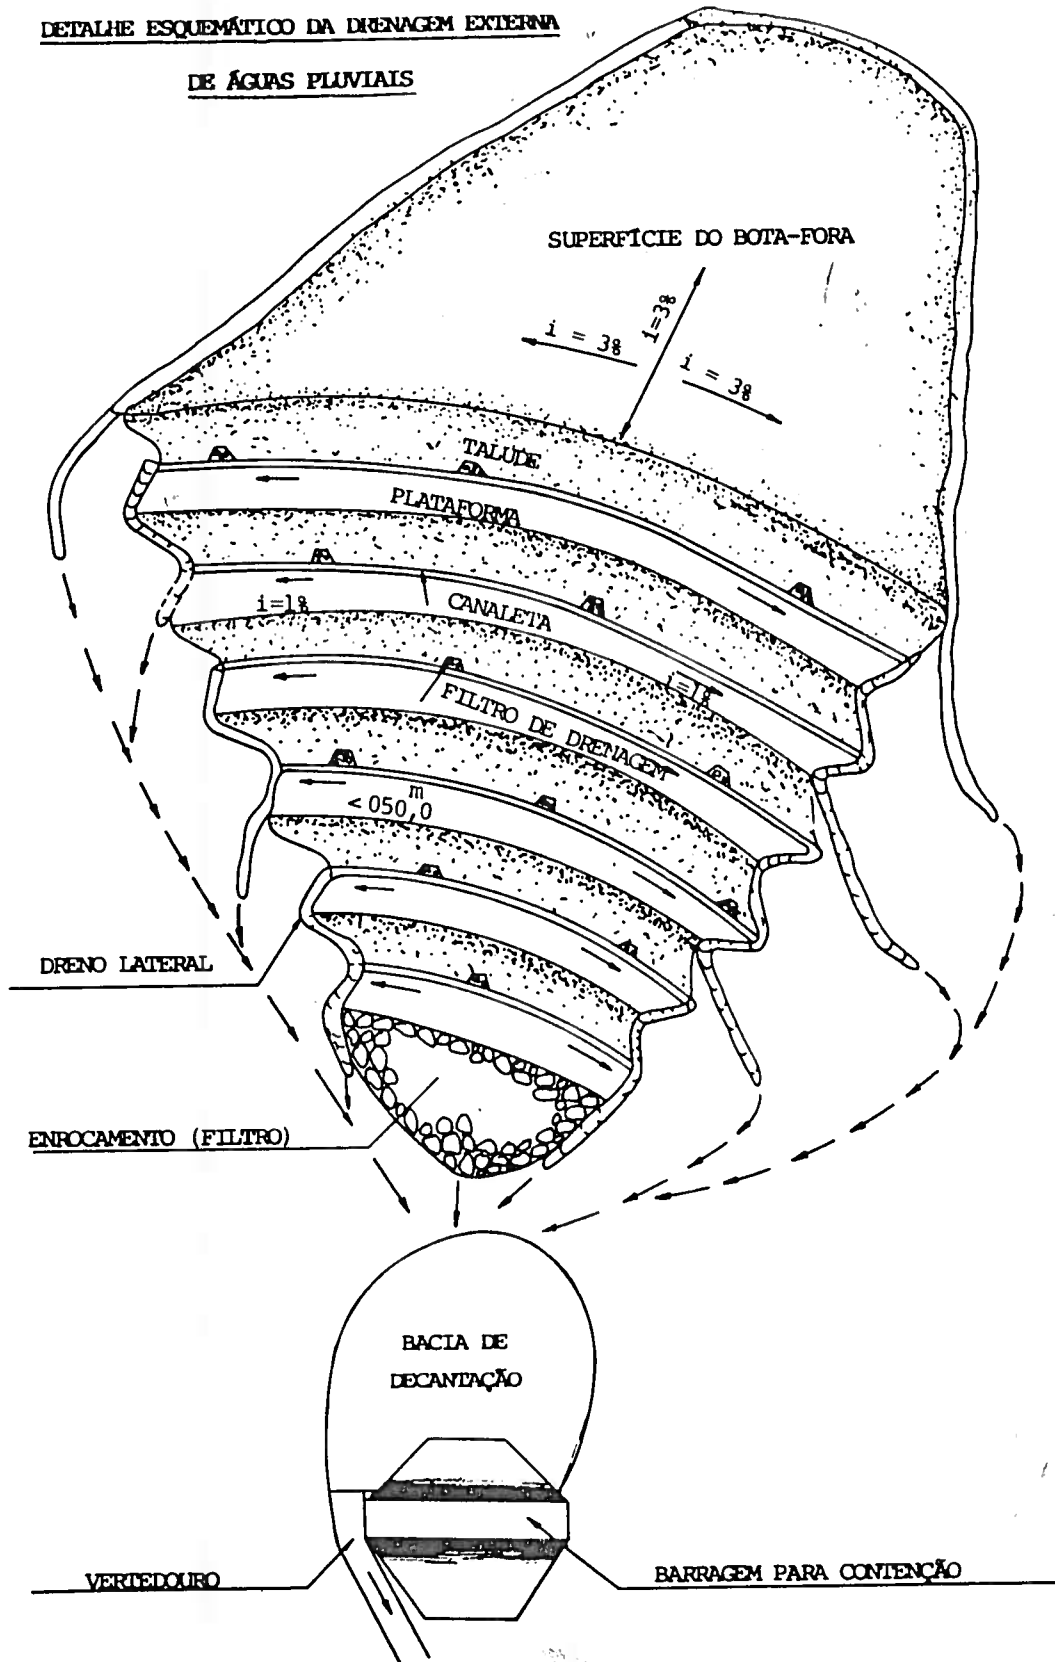 DETALHE ESQUEMÁTICO DA DRENAGEM EXTERNA
DE ÁGUAS PLUVIAIS
SUPERFÍCIE DO BOTA-FORA
i = 3%
i=3%
i = 3%
TALUDE
PLATAFORMA
i=1%
CANALETA
i=1%
FILTRO DE DRENAGEM
m
< 050,0
DRENO LATERAL
ENROCAMENTO (FILTRO)
BACIA DE
DECANTAÇÃO
VERTEDOURO
BARRAGEM PARA CONTENÇÃO